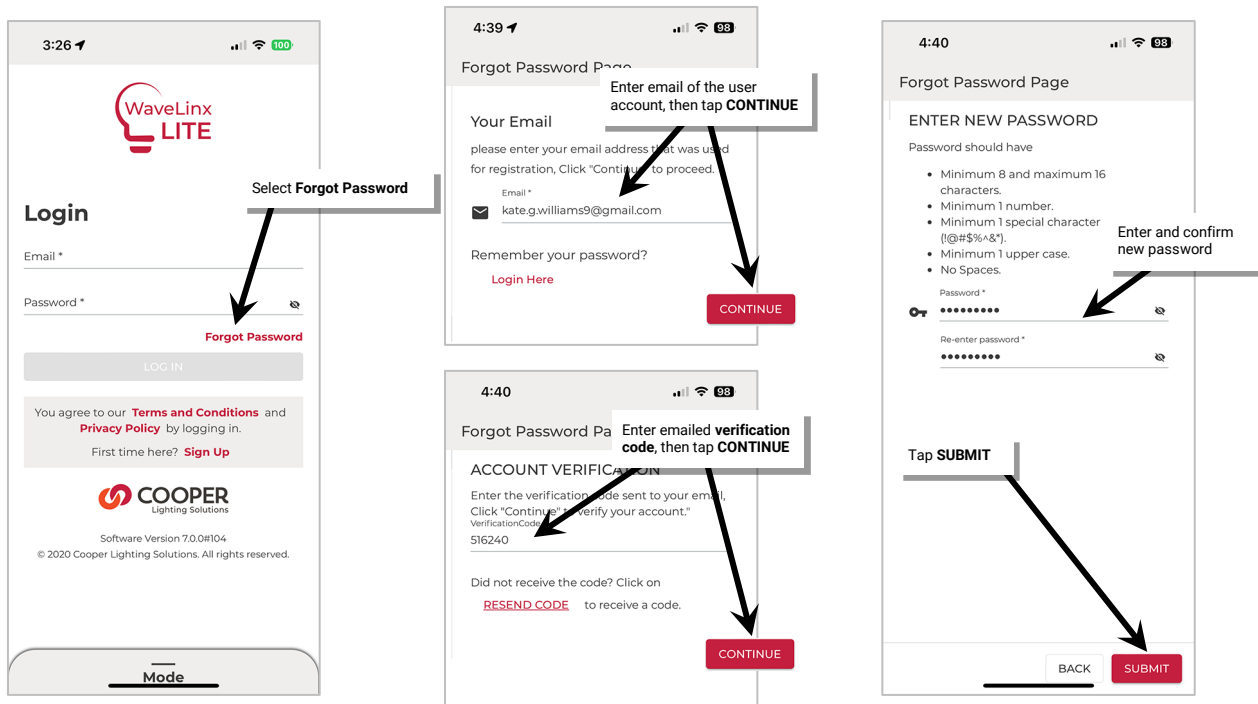 3:26
100
WaveLinx
LITE
Select Forgot Password
Login
Email *
Password *
Forgot Password
LOG IN
You agree to our Terms and Conditions and
Privacy Policy by logging in.
First time here? Sign Up
COOPER
Lighting Solutions
Software Version 7.0.0#104
© 2020 Cooper Lighting Solutions. All rights reserved.
Mode
4:39
98
Forgot Password Page
Enter email of the user
account, then tap CONTINUE
Your Email
please enter your email address that was used
for registration, Click "Continue" to proceed.
Email *
kate.g.williams9@gmail.com
Remember your password?
Login Here
CONTINUE
4:40
98
Forgot Password Pa
Enter emailed verification
code, then tap CONTINUE
ACCOUNT VERIFICATION
Enter the verification code sent to your email,
Click "Continue" to verify your account."
VerificationCode
516240
Did not receive the code? Click on
RESEND CODE to receive a code.
CONTINUE
4:40
98
Forgot Password Page
ENTER NEW PASSWORD
Password should have
• Minimum 8 and maximum 16
characters.
• Minimum 1 number.
• Minimum 1 special character
(!@#$%^&*).
• Minimum 1 upper case.
• No Spaces.
Enter and confirm
new password
Password *
•••••••••
Re-enter password *
•••••••••
Tap SUBMIT
BACK
SUBMIT